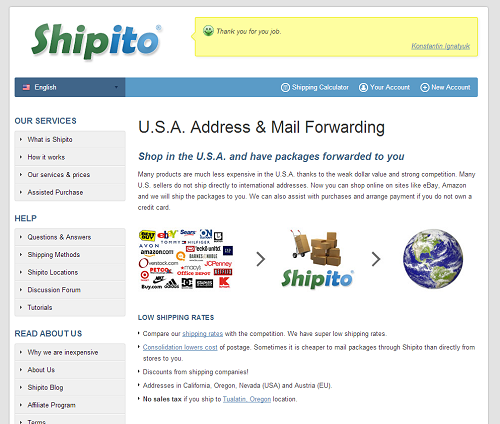 Shipito
Thank you for you job.
Konstantin Ignatyuk
English
Shipping Calculator
Your Account
New Account
OUR SERVICES
What is Shipito
How it works
Our services & prices
Assisted Purchase
HELP
Questions & Answers
Shipping Methods
Shipito Locations
Discussion Forum
Tutorials
READ ABOUT US
Why we are inexpensive
About Us
Shipito Blog
Affiliate Program
Terms
U.S.A. Address & Mail Forwarding
Shop in the U.S.A. and have packages forwarded to you
Many products are much less expensive in the U.S.A. thanks to the weak dollar value and strong competition. Many
U.S. sellers do not ship directly to international addresses. Now you can shop online on sites like eBay, Amazon
and we will ship the packages to you. We can also assist with purchases and arrange payment if you do not own a
credit card.
BEST BUY ebY SEARS ON
TOMMY HILFIGER
AVON
amazon.com
BARNES&NOBLE
GAP
overstock.com
JCPenney
PETCO
macys
Office DEPOT
NETFLIX
Buy.com
Shipito
LOW SHIPPING RATES
Compare our shipping rates with the competition. We have super low shipping rates.
Consolidation lowers cost of postage. Sometimes it is cheaper to mail packages through Shipito than directly from
stores to you.
Discounts from shipping companies!
Addresses in California, Oregon, Nevada (USA) and Austria (EU).
No sales tax if you ship to Tualatin, Oregon location.